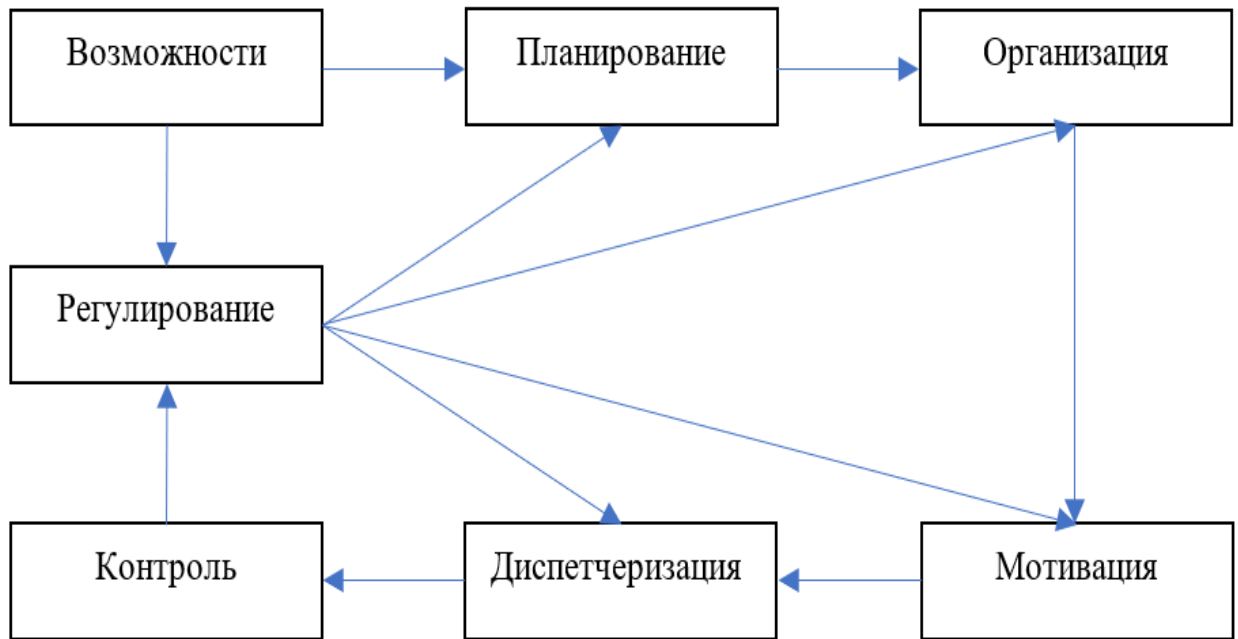 Возможности
Планирование
Организация
Регулирование
Контроль
Диспетчеризация
Мотивация